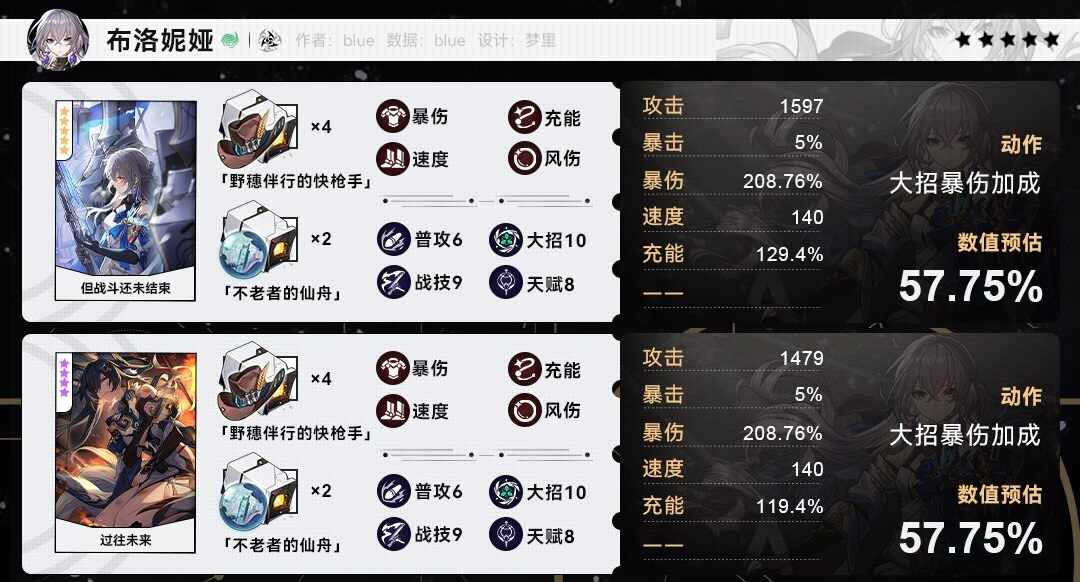 布洛妮娅 作者：blue 数据：blue 设计：梦里
但战斗还未结束
×4
「野穗伴行的快枪手」
×2
「不老者的仙舟」
暴伤 充能
速度 风伤
普攻6 大招10
战技9 天赋8
攻击 1597
暴击 5%
暴伤 208.76%
速度 140
充能 129.4%
——
动作
大招暴伤加成
数值预估
57.75%
过往未来
×4
「野穗伴行的快枪手」
×2
「不老者的仙舟」
暴伤 充能
速度 风伤
普攻6 大招10
战技9 天赋8
攻击 1479
暴击 5%
暴伤 208.76%
速度 140
充能 119.4%
——
动作
大招暴伤加成
数值预估
57.75%